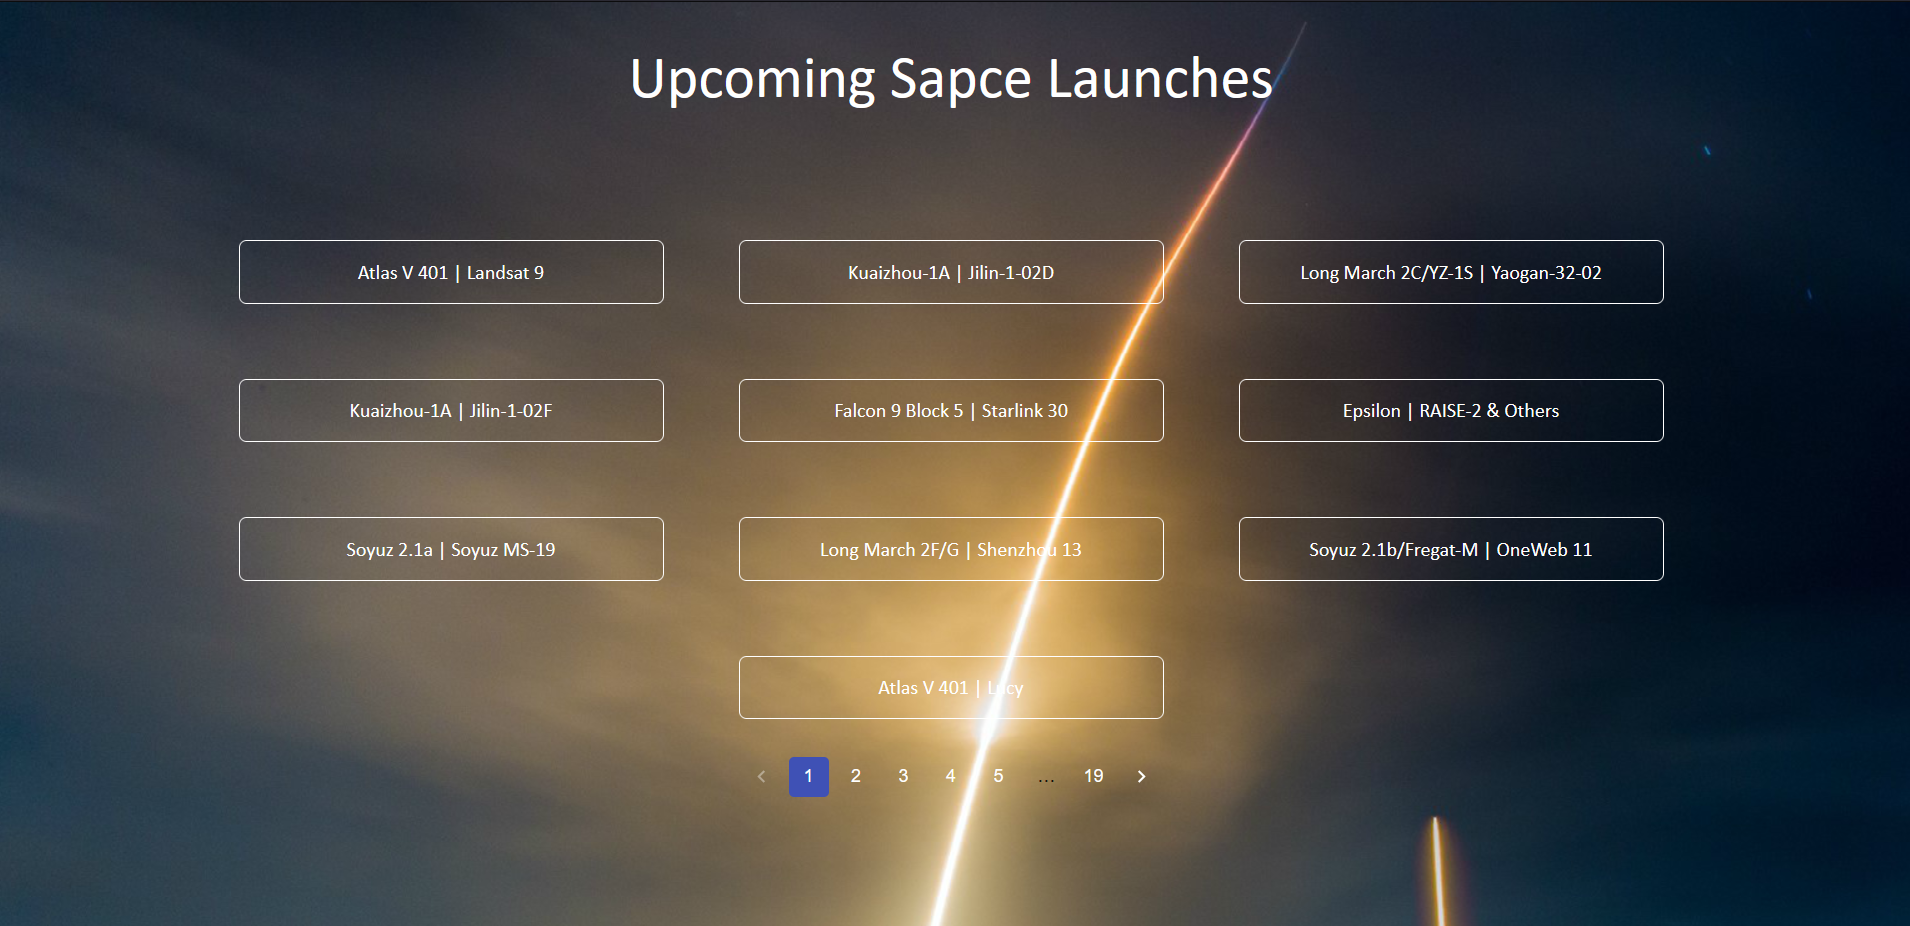 Upcoming Sapce Launches
Atlas V 401 | Landsat 9
Kuaizhou-1A | Jilin-1-02D
Long March 2C/YZ-1S | Yaogan-32-02
Kuaizhou-1A | Jilin-1-02F
Falcon 9 Block 5 | Starlink 30
Epsilon | RAISE-2 & Others
Soyuz 2.1a | Soyuz MS-19
Long March 2F/G | Shenzhou 13
Soyuz 2.1b/Fregat-M | OneWeb 11
Atlas V 401 | Lucy
1 2 3 4 5 ... 19